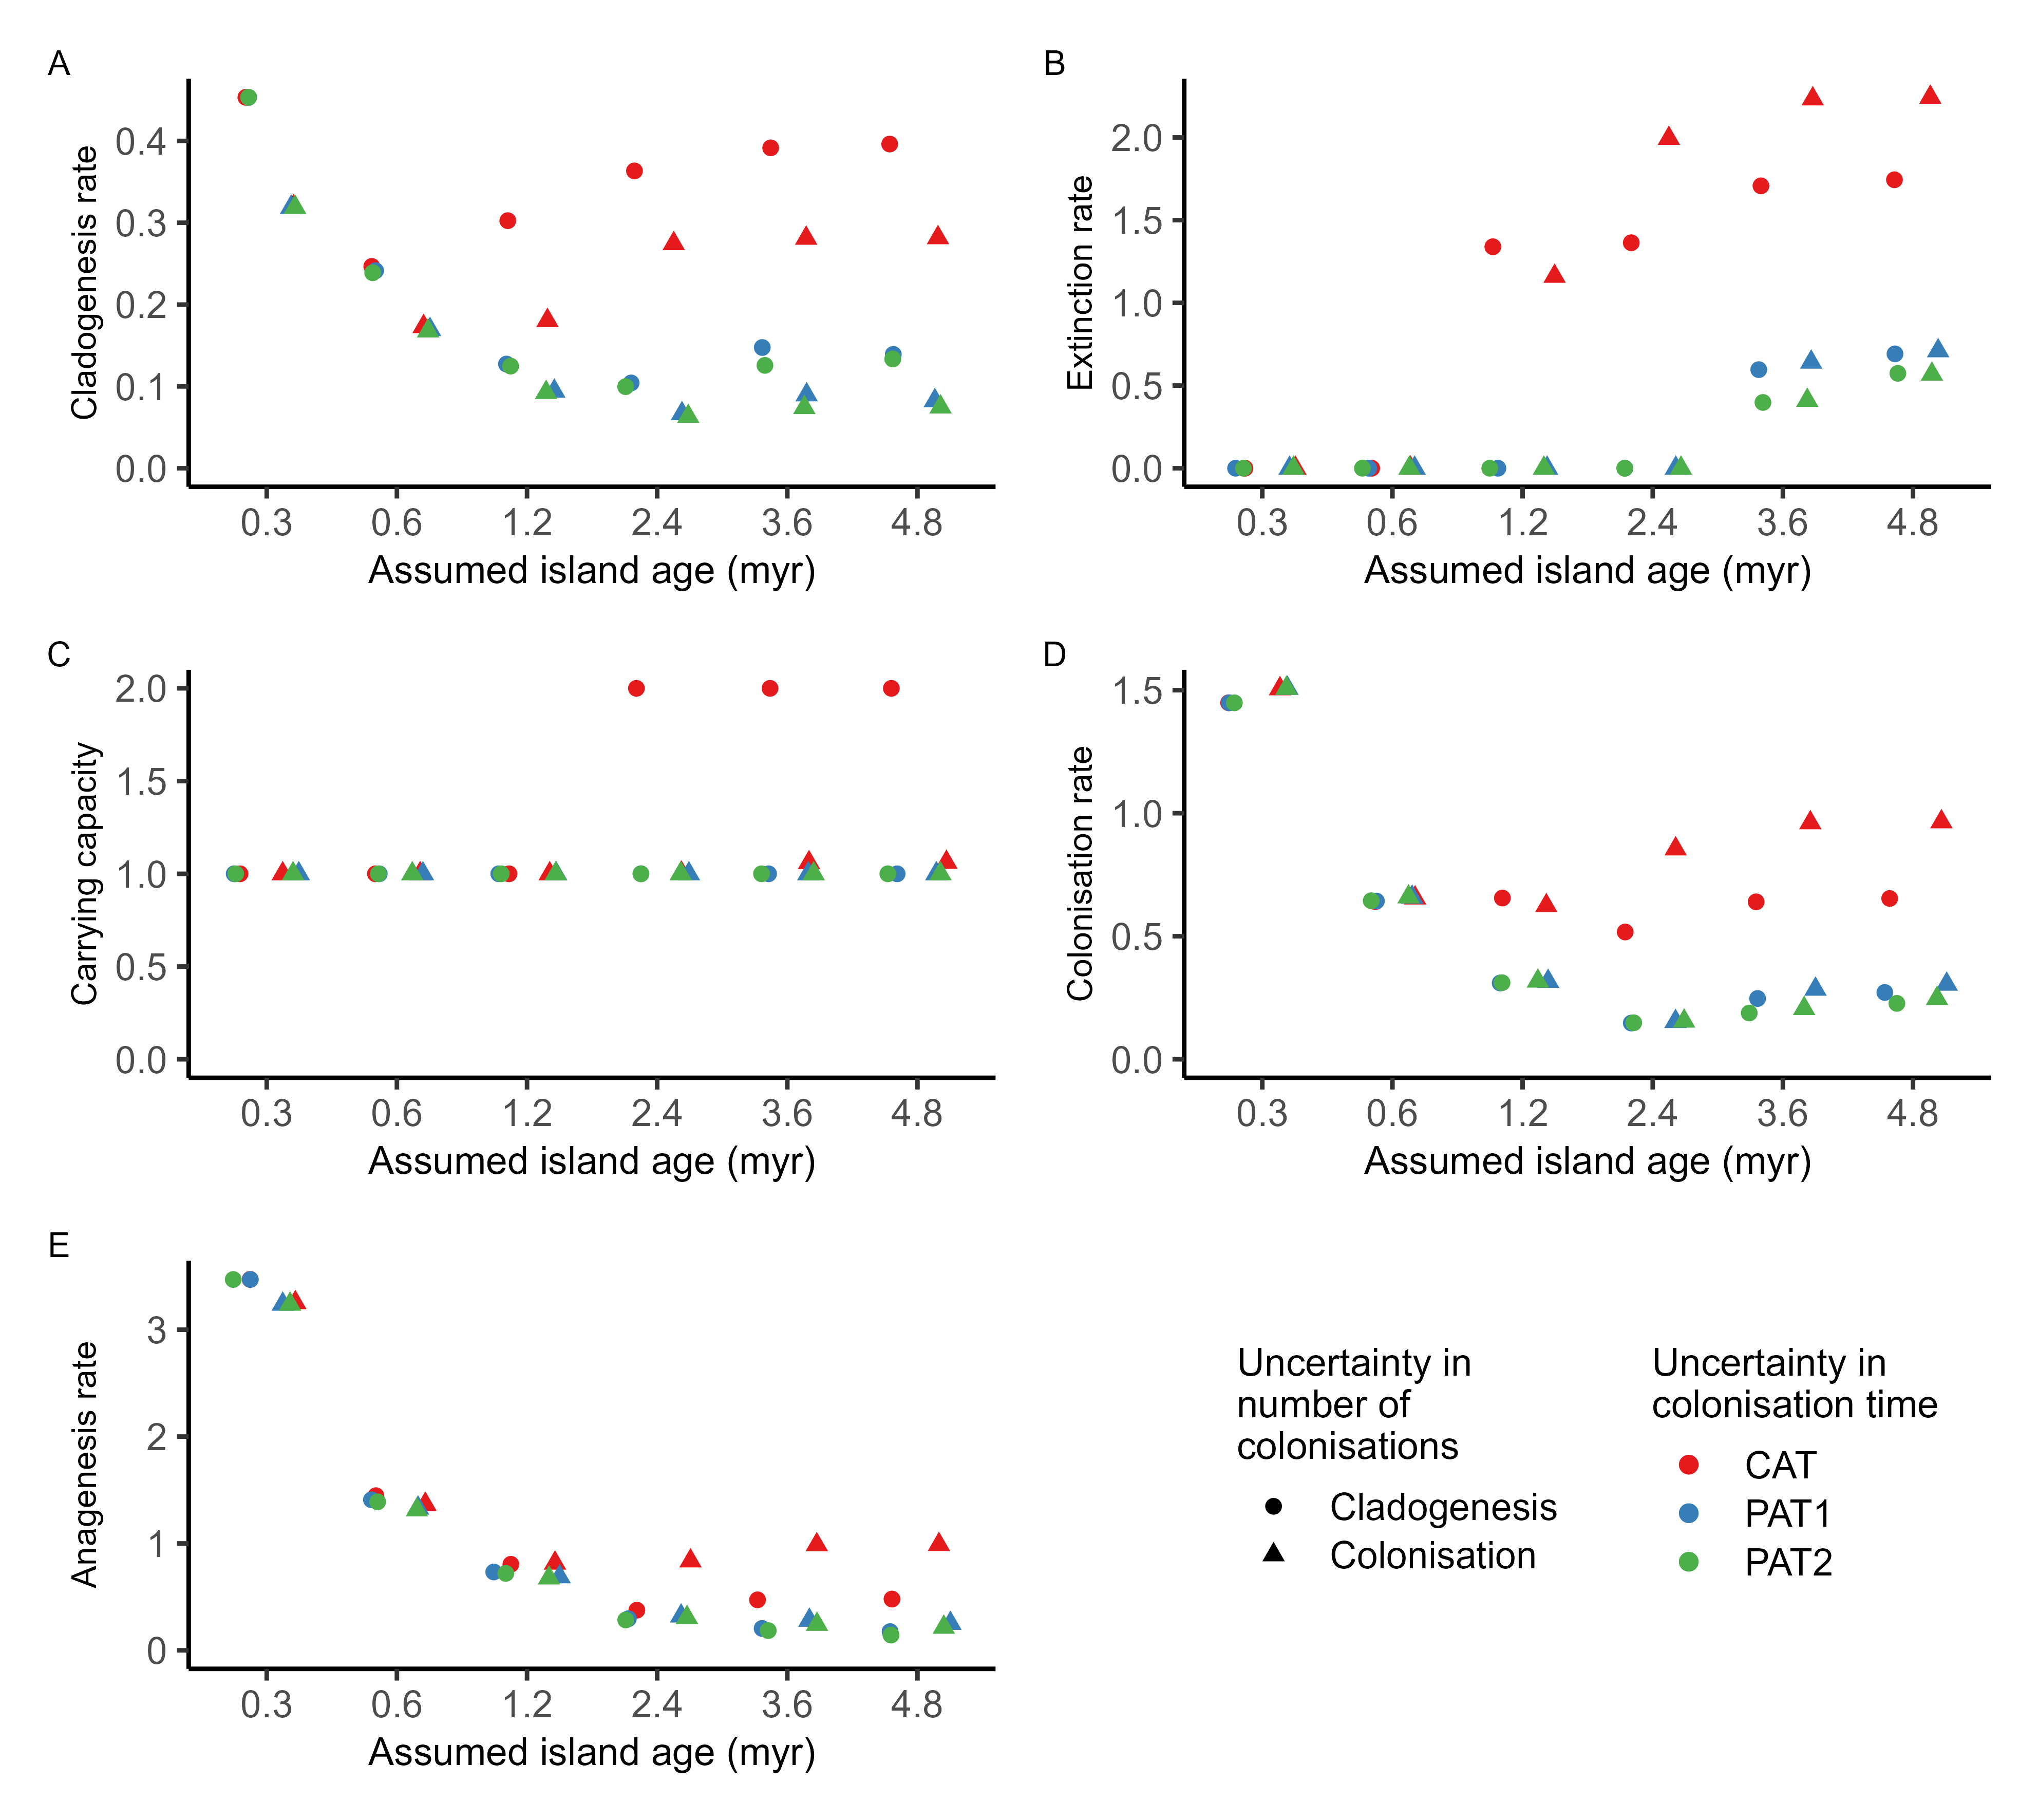 A
Cladogenesis rate
0.4
0.3
0.2
0.1
0.0
0.3 0.6 1.2 2.4 3.6 4.8
Assumed island age (myr)
B
Extinction rate
2.0
1.5
1.0
0.5
0.0
0.3 0.6 1.2 2.4 3.6 4.8
Assumed island age (myr)
C
Carrying capacity
2.0
1.5
1.0
0.5
0.0
0.3 0.6 1.2 2.4 3.6 4.8
Assumed island age (myr)
D
Colonisation rate
1.5
1.0
0.5
0.0
0.3 0.6 1.2 2.4 3.6 4.8
Assumed island age (myr)
E
Anagenesis rate
3
2
1
0
0.3 0.6 1.2 2.4 3.6 4.8
Assumed island age (myr)
Uncertainty in
number of
colonisations
Cladogenesis
Colonisation
Uncertainty in
colonisation time
CAT
PAT1
PAT2